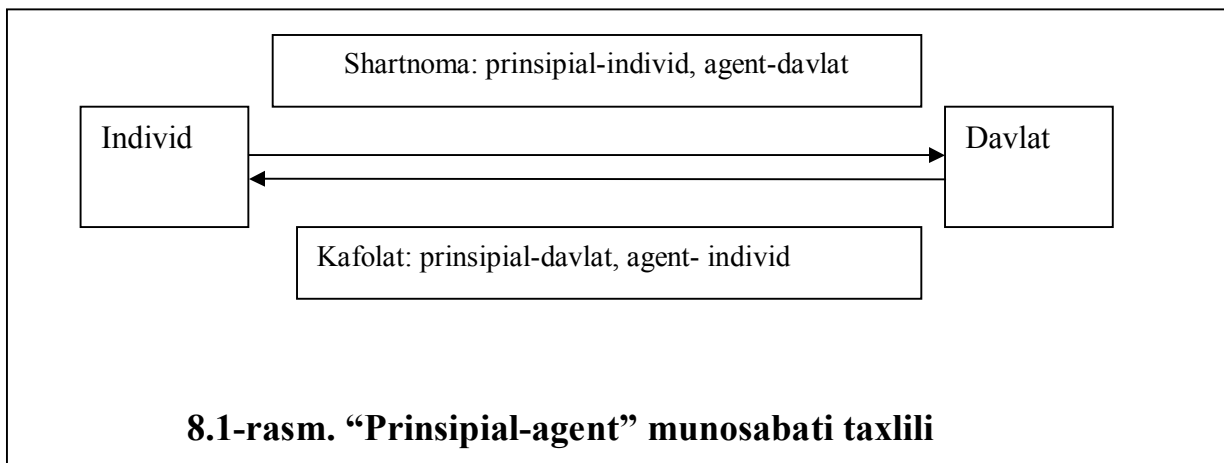 Shartnoma: prinsipial-individ, agent-davlat
Individ
Davlat
Kafolat: prinsipial-davlat, agent- individ
8.1-rasm. “Prinsipial-agent” munosabati taxlili